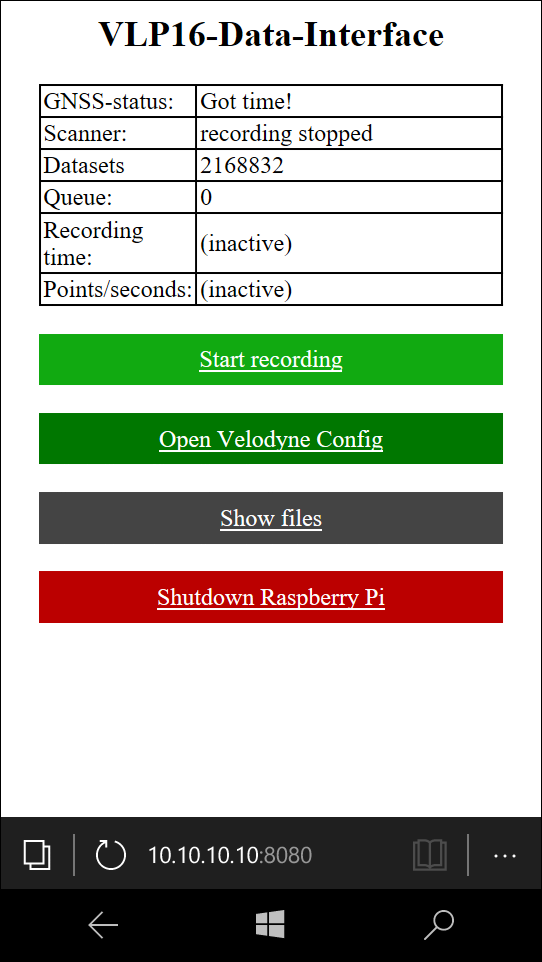 VLP16-Data-Interface
GNSS-status: Got time!
Scanner: recording stopped
Datasets 2168832
Queue: 0
Recording
time: (inactive)
Points/seconds: (inactive)
Start recording
Open Velodyne Config
Show files
Shutdown Raspberry Pi
10.10.10.10:8080